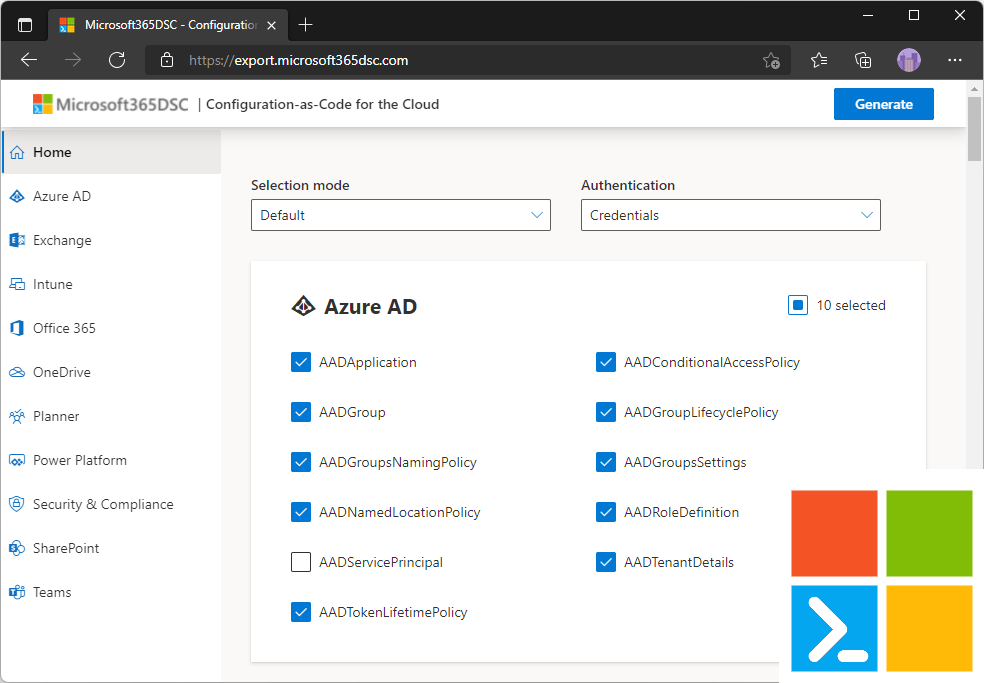 Microsoft365DSC - Configuration
https://export.microsoft365dsc.com
Microsoft365DSC | Configuration-as-Code for the Cloud
Generate
Home
Azure AD
Exchange
Intune
Office 365
OneDrive
Planner
Power Platform
Security & Compliance
SharePoint
Teams
Selection mode
Default
Authentication
Credentials
Azure AD
10 selected
AADApplication
AADConditionalAccessPolicy
AADGroup
AADGroupLifecyclePolicy
AADGroupsNamingPolicy
AADGroupsSettings
AADNamedLocationPolicy
AADRoleDefinition
AADServicePrincipal
AADTenantDetails
AADTokenLifetimePolicy